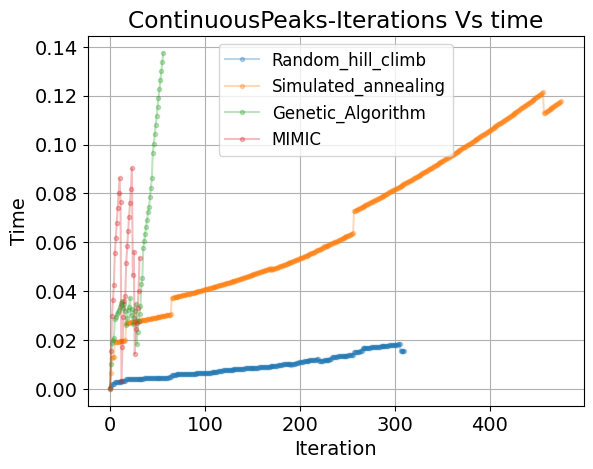 ContinuousPeaks-Iterations Vs time
Random_hill_climb
Simulated_annealing
Genetic_Algorithm
MIMIC
Time
0.14
0.12
0.10
0.08
0.06
0.04
0.02
0.00
0 100 200 300 400
Iteration